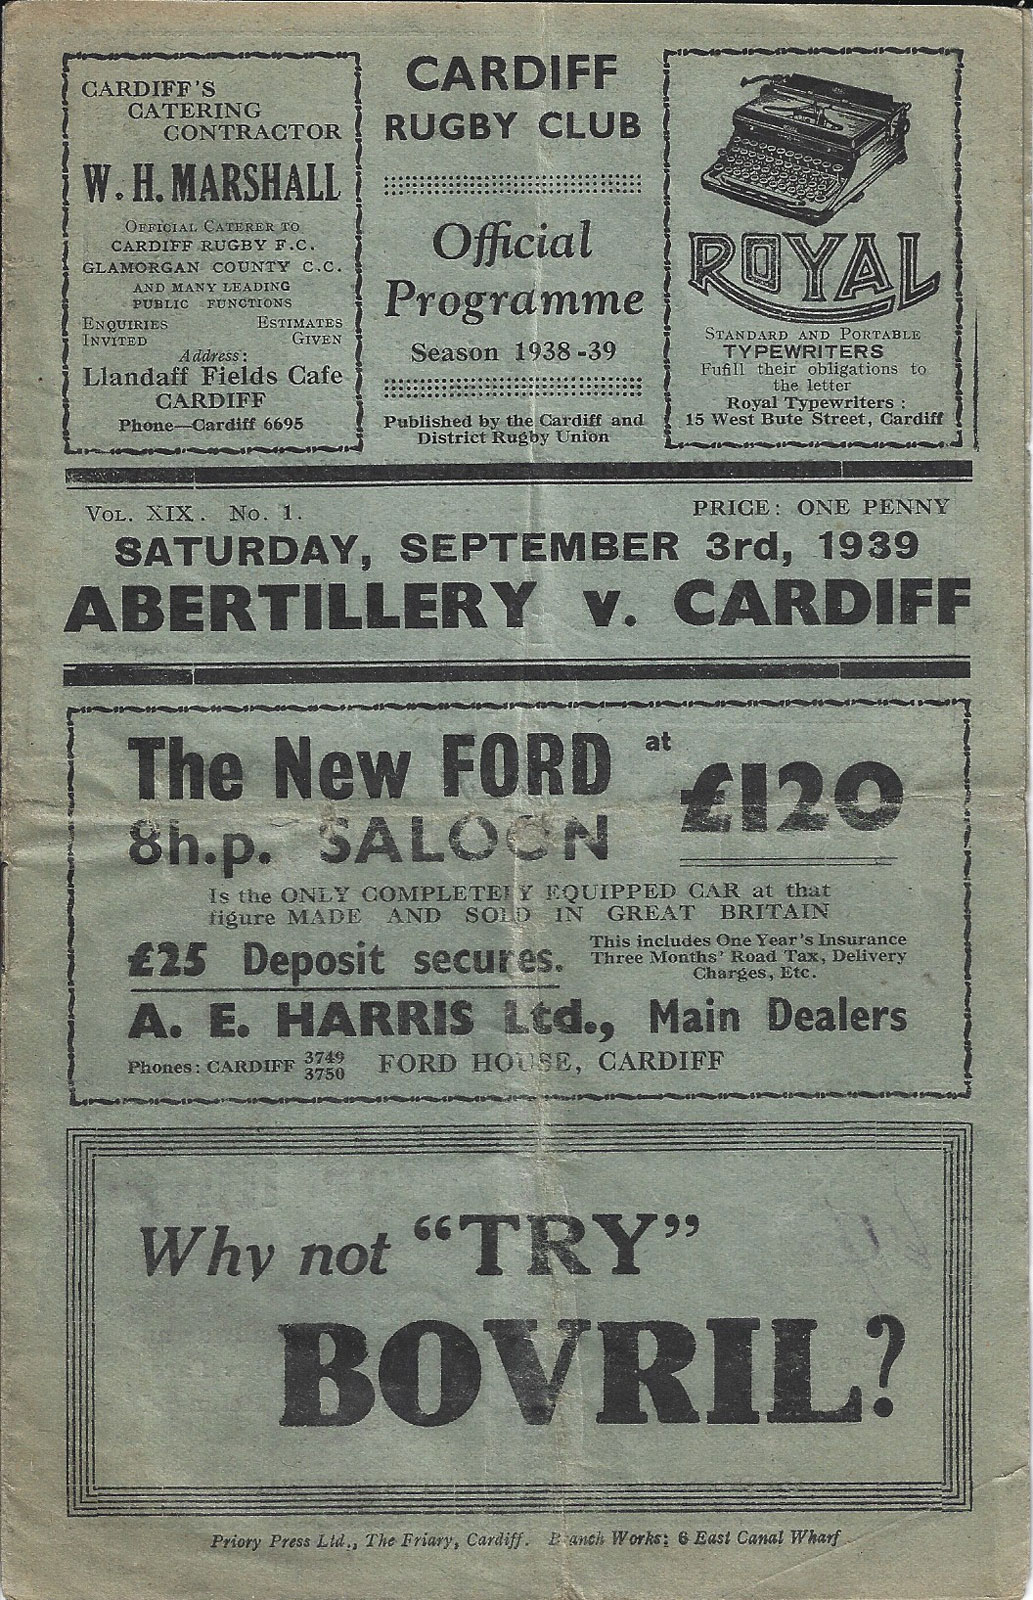 CARDIFF'S
CATERING
CONTRACTOR
W. H. MARSHALL
OFFICIAL CATERER TO
CARDIFF RUGBY F.C.
GLAMORGAN COUNTY C.C.
AND MANY LEADING
PUBLIC FUNCTIONS
ENQUIRIES ESTIMATES
INVITED GIVEN
Address:
Llandaff Fields Cafe
CARDIFF
Phone—Cardiff 6695
CARDIFF
RUGBY CLUB
Official
Programme
Season 1938-39
Published by the Cardiff and
District Rugby Union
ROYAL
STANDARD AND PORTABLE
TYPEWRITERS
Fufill their obligations to
the letter
Royal Typewriters :
15 West Bute Street, Cardiff
VOL. XIX. No. 1. PRICE: ONE PENNY
SATURDAY, SEPTEMBER 3rd, 1939
ABERTILLERY v. CARDIFF
The New FORD at £120
8h.p. SALOON
Is the ONLY COMPLETELY EQUIPPED CAR at that
figure MADE AND SOLD IN GREAT BRITAIN
£25 Deposit secures.
This includes One Year's Insurance
Three Months' Road Tax, Delivery
Charges, Etc.
A. E. HARRIS Ltd., Main Dealers
Phones: CARDIFF 3749 3750 FORD HOUSE, CARDIFF
Why not "TRY"
BOVRIL?
Priory Press Ltd., The Friary, Cardiff. Branch Works: 6 East Canal Wharf